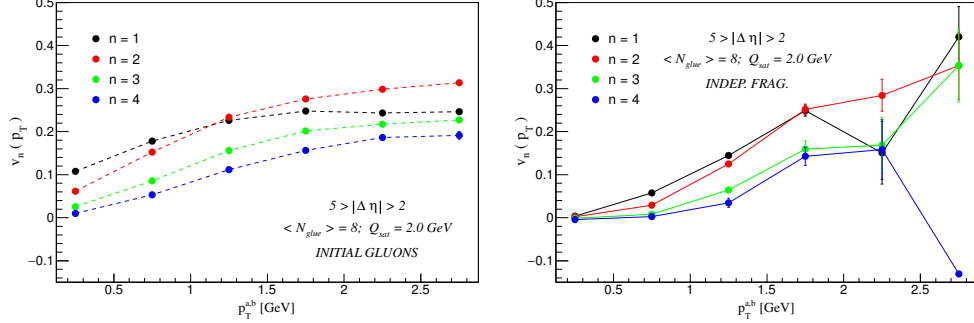 0.5
0.4
0.3
0.2
0.1
0
−0.1
v_n ( p_T )
n = 1
n = 2
n = 3
n = 4
5 > |Δ η| > 2
< N_glue > = 8; Q_sat = 2.0 GeV
INITIAL GLUONS
0.5 1 1.5 2 2.5
p_T^{a,b} [GeV]
0.5
0.4
0.3
0.2
0.1
0
−0.1
v_n ( p_T )
n = 1
n = 2
n = 3
n = 4
5 > |Δ η| > 2
< N_glue > = 8; Q_sat = 2.0 GeV
INDEP. FRAG.
0.5 1 1.5 2 2.5
p_T^{a,b} [GeV]